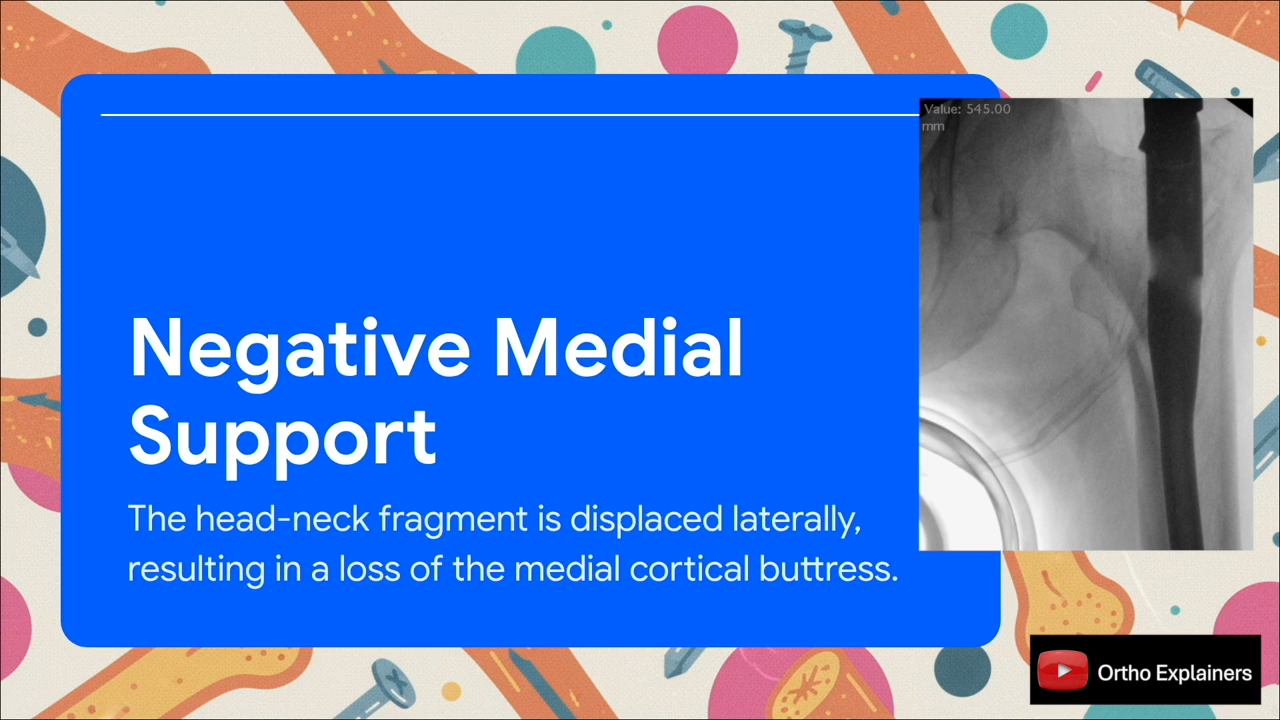 Value: 545.00
mm
Negative Medial
Support
The head-neck fragment is displaced laterally,
resulting in a loss of the medial cortical buttress.
Ortho Explainers